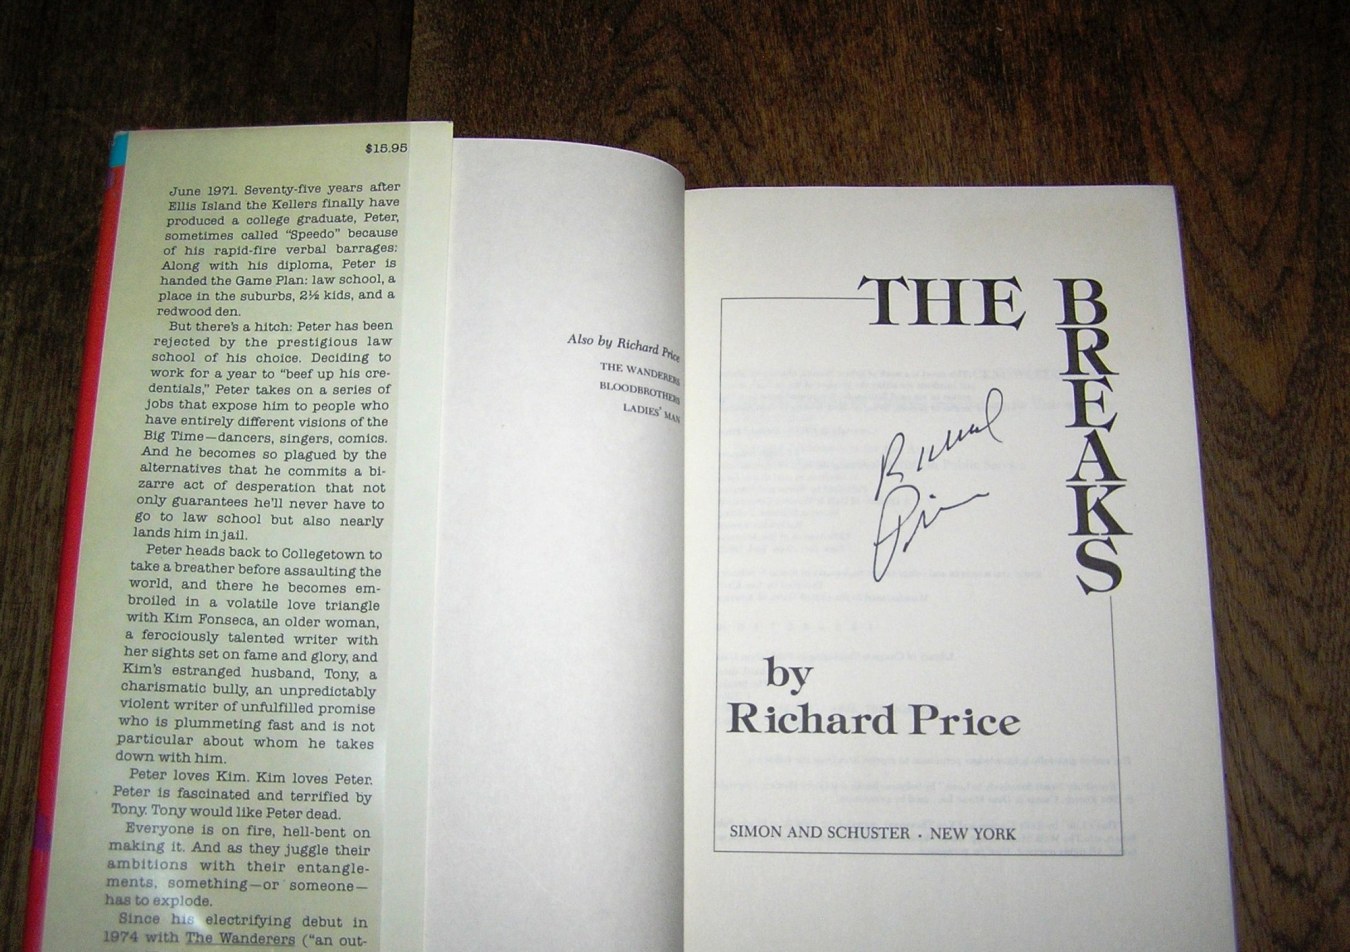 $15.95
June 1971. Seventy-five years after
Ellis Island the Kellers finally have
produced a college graduate, Peter,
sometimes called "Speedo" because
of his rapid-fire verbal barrages:
Along with his diploma, Peter is
handed the Game Plan: law school, a
place in the suburbs, 2½ kids, and a
redwood den.
But there's a hitch: Peter has been
rejected by the prestigious law
school of his choice. Deciding to
work for a year to "beef up his cre-
dentials," Peter takes on a series of
jobs that expose him to people who
have entirely different visions of the
Big Time—dancers, singers, comics.
And he becomes so plagued by the
alternatives that he commits a bi-
zarre act of desperation that not
only guarantees he'll never have to
go to law school but also nearly
lands him in jail.
Peter heads back to Collegetown to
take a breather before assaulting the
world, and there he becomes em-
broiled in a volatile love triangle
with Kim Fonseca, an older woman,
a ferociously talented writer with
her sights set on fame and glory, and
Kim's estranged husband, Tony, a
charismatic bully, an unpredictably
violent writer of unfulfilled promise
who is plummeting fast and is not
particular about whom he takes
down with him.
Peter loves Kim. Kim loves Peter.
Peter is fascinated and terrified by
Tony. Tony would like Peter dead.
Everyone is on fire, hell-bent on
making it. And as they juggle their
ambitions with their entangle-
ments, something—or someone—
has to explode.
Since his electrifying debut in
1974 with The Wanderers ("an out-
Also by Richard Price
THE WANDERERS
BLOODBROTHERS
LADIES' MAN
THE BREAKS
Richard
Price
by
Richard Price
SIMON AND SCHUSTER · NEW YORK